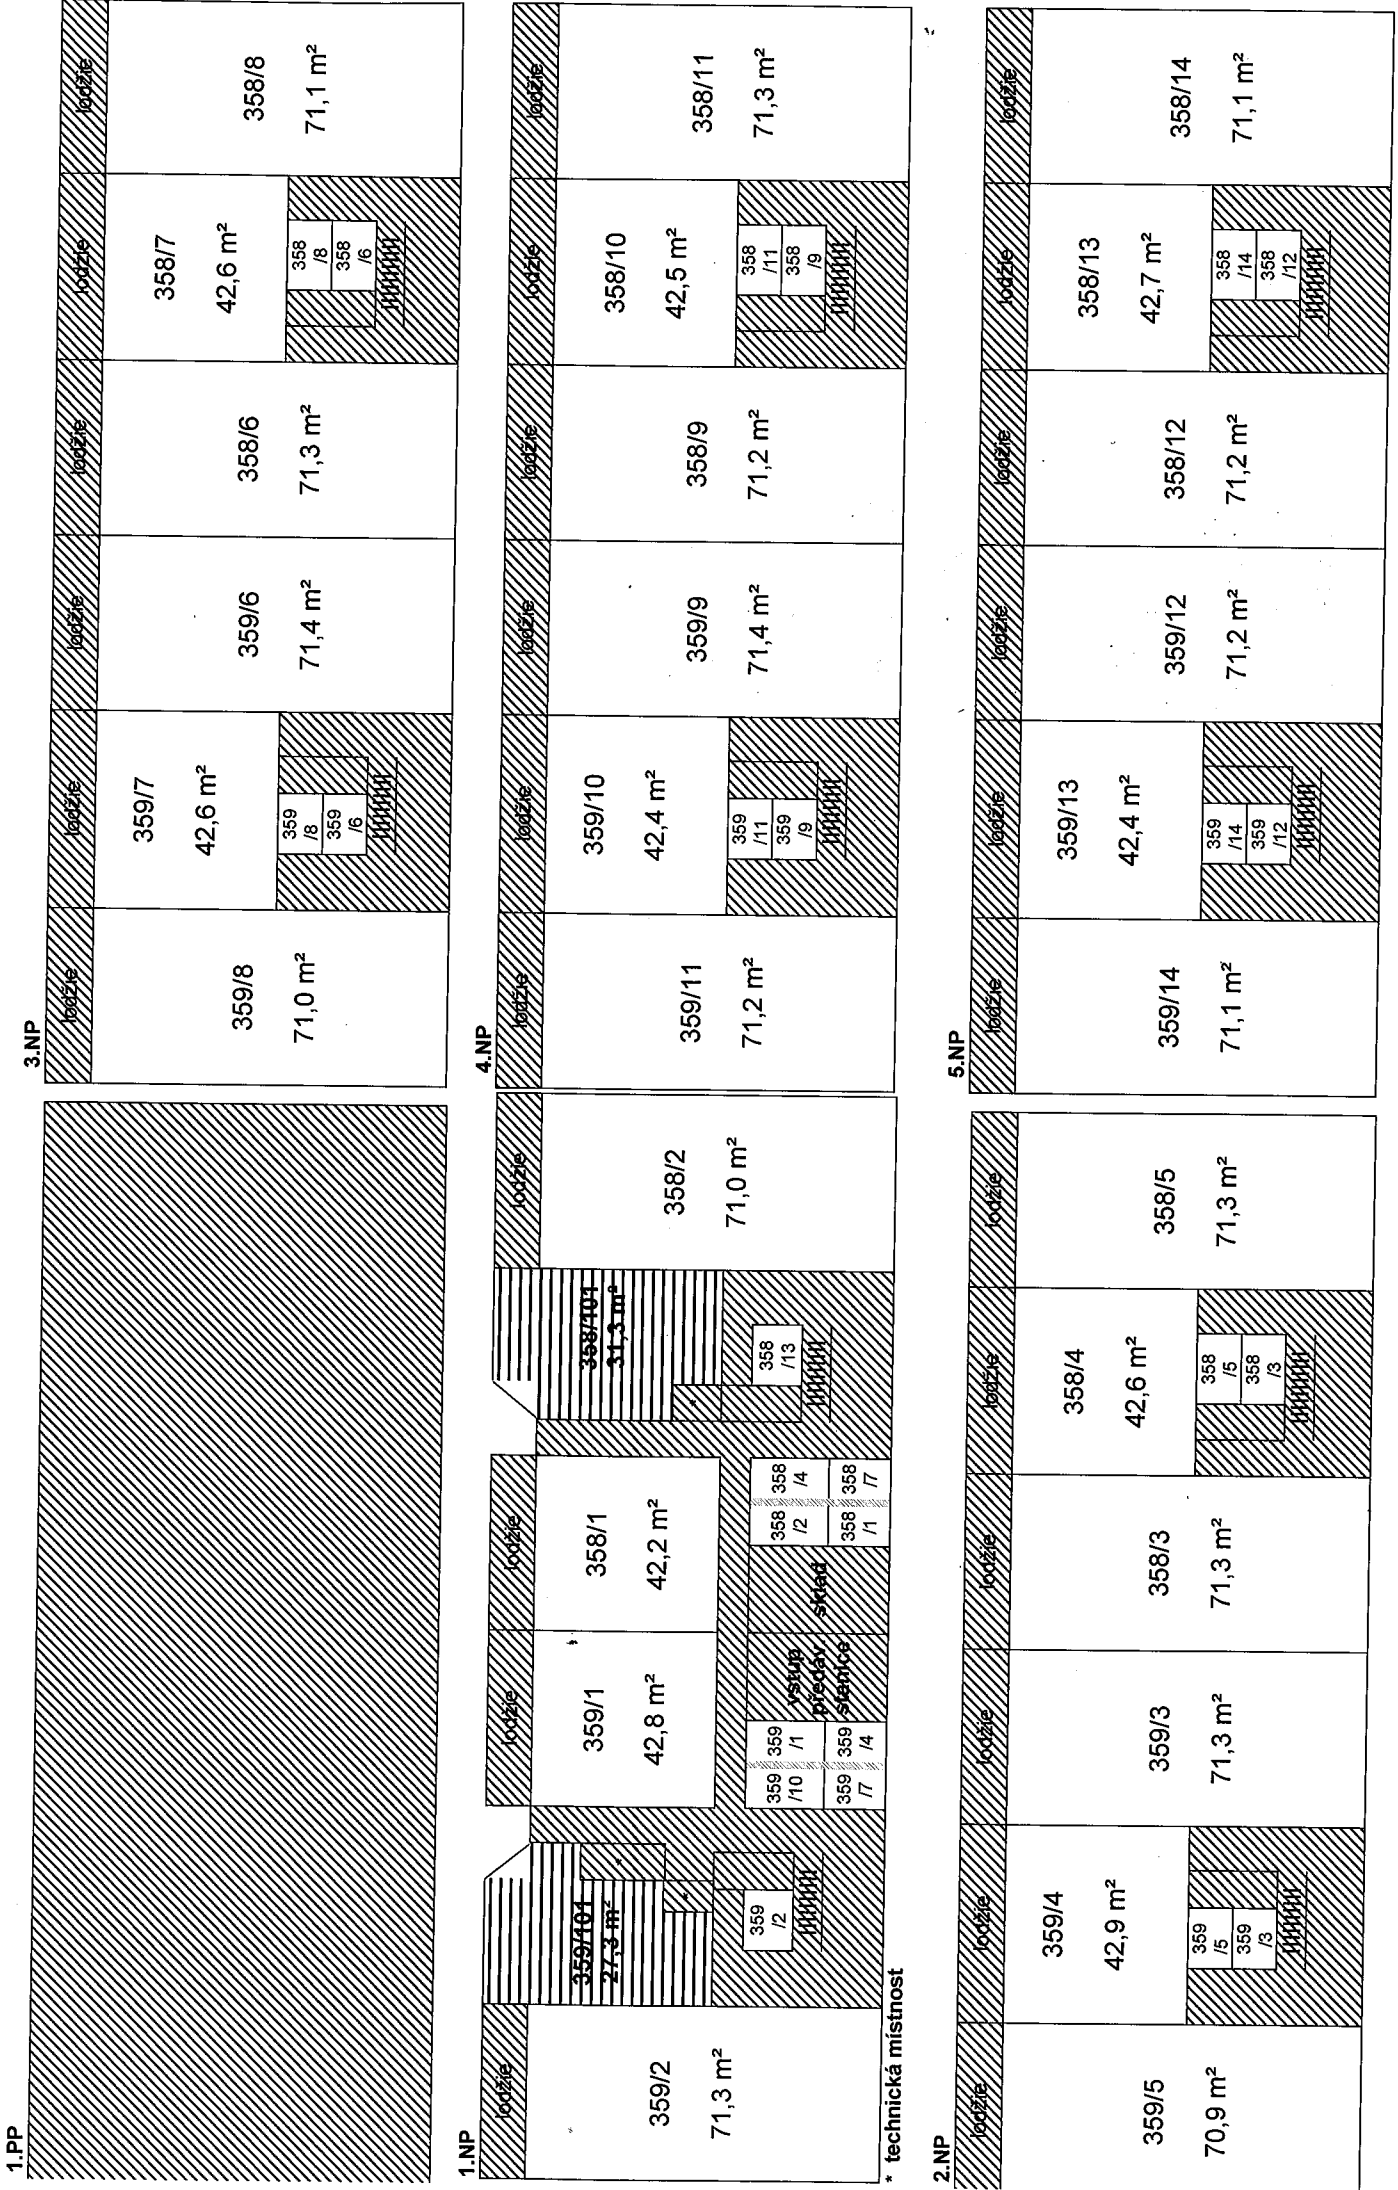 1.PP
1.NP
lodžie
lodžie
lodžie
lodžie
359/2
71,3 m²
359/101
27,3 m²
359/1
42,8 m²
358/1
42,2 m²
358/101
31,3 m²
358/2
71,0 m²
*
*
*
359
/2
359
/10
359
/1
359
/7
359
/4
vstup
předáv
stanice
sklad
358
/2
358
/4
358
/1
358
/7
358
/13
* technická místnost
2.NP
lodžie
lodžie
lodžie
lodžie
lodžie
lodžie
359/5
70,9 m²
359/4
42,9 m²
359/3
71,3 m²
358/3
71,3 m²
358/4
42,6 m²
358/5
71,3 m²
359
/5
359
/3
358
/5
358
/3
3.NP
lodžie
lodžie
lodžie
lodžie
lodžie
lodžie
359/8
71,0 m²
359/7
42,6 m²
359/6
71,4 m²
358/6
71,3 m²
358/7
42,6 m²
358/8
71,1 m²
359
/8
359
/6
358
/8
358
/6
4.NP
lodžie
lodžie
lodžie
lodžie
lodžie
lodžie
359/11
71,2 m²
359/10
42,4 m²
359/9
71,4 m²
358/9
71,2 m²
358/10
42,5 m²
358/11
71,3 m²
359
/11
359
/9
358
/11
358
/9
5.NP
lodžie
lodžie
lodžie
lodžie
lodžie
lodžie
359/14
71,1 m²
359/13
42,4 m²
359/12
71,2 m²
358/12
71,2 m²
358/13
42,7 m²
358/14
71,1 m²
359
/14
359
/12
358
/14
358
/12